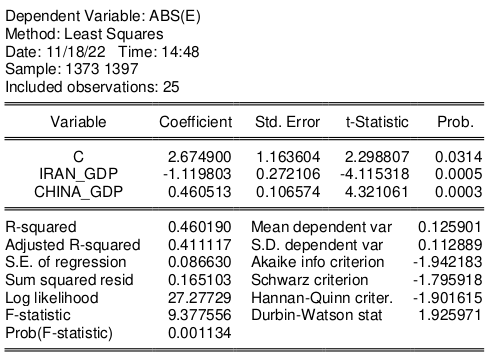 Dependent Variable: ABS(E)
Method: Least Squares
Date: 11/18/22 Time: 14:48
Sample: 1373 1397
Included observations: 25
Variable Coefficient Std. Error t-Statistic Prob.
C 2.674900 1.163604 2.298807 0.0314
IRAN_GDP -1.119803 0.272106 -4.115318 0.0005
CHINA_GDP 0.460513 0.106574 4.321061 0.0003
R-squared 0.460190 Mean dependent var 0.125901
Adjusted R-squared 0.411117 S.D. dependent var 0.112889
S.E. of regression 0.086630 Akaike info criterion -1.942183
Sum squared resid 0.165103 Schwarz criterion -1.795918
Log likelihood 27.27729 Hannan-Quinn criter. -1.901615
F-statistic 9.377556 Durbin-Watson stat 1.925971
Prob(F-statistic) 0.001134